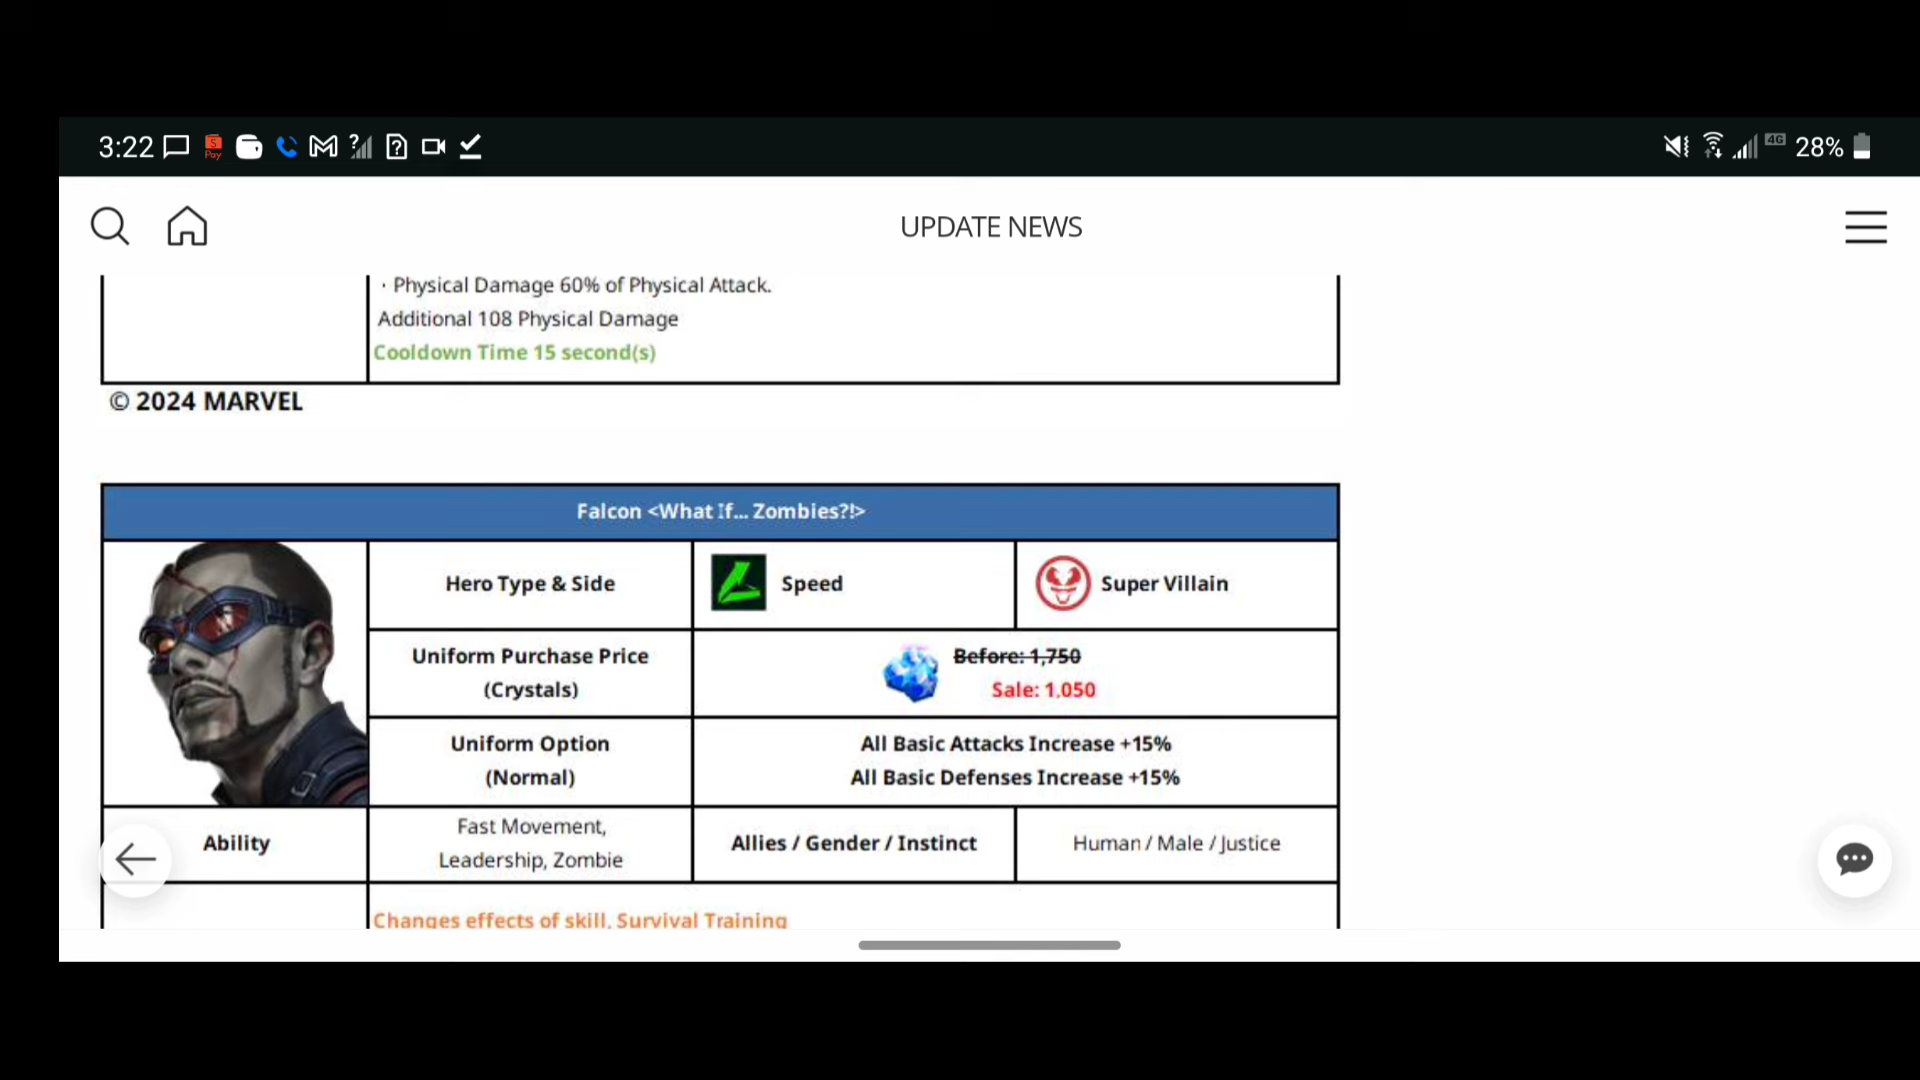 3:22
Pay
4G
28%
UPDATE NEWS
· Physical Damage 60% of Physical Attack.
Additional 108 Physical Damage
Cooldown Time 15 second(s)
© 2024 MARVEL
Falcon <What If... Zombies?!>
Hero Type & Side
Speed
Super Villain
Uniform Purchase Price
(Crystals)
Before: 1,750
Sale: 1,050
Uniform Option
(Normal)
All Basic Attacks Increase +15%
All Basic Defenses Increase +15%
Ability
Fast Movement,
Leadership, Zombie
Allies / Gender / Instinct
Human / Male / Justice
Changes effects of skill, Survival Training